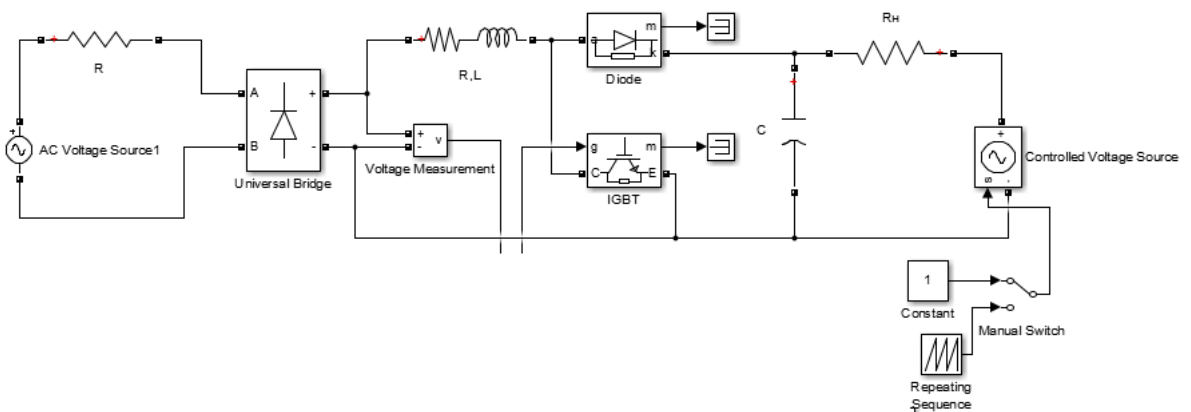 R
AC Voltage Source1
A
B
+
-
Universal Bridge
R,L
+
-
v
Voltage Measurement
a
m
k
Diode
g
m
C
E
IGBT
C
Rн
+
s
-
Controlled Voltage Source
1
Constant
Manual Switch
Repeating
Sequence